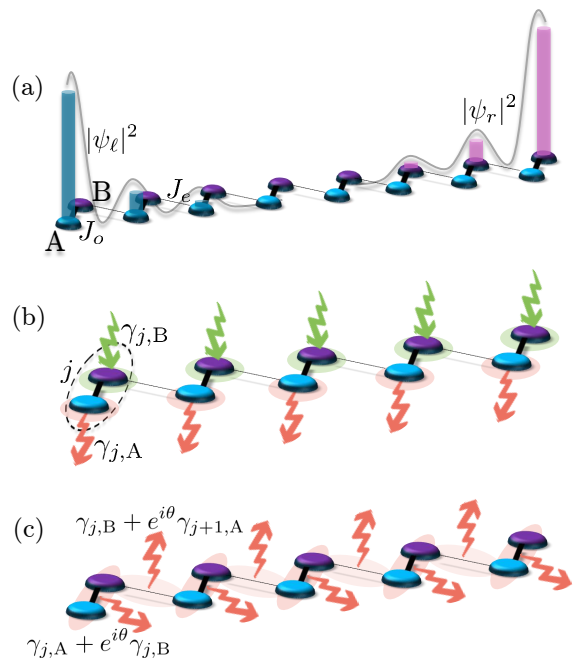 (a)
|ψ_ℓ|²
|ψ_r|²
B
J_e
A
J_o
(b)
γ_{j,B}
j
γ_{j,A}
(c)
γ_{j,B} + e^{iθ}γ_{j+1,A}
γ_{j,A} + e^{iθ}γ_{j,B}